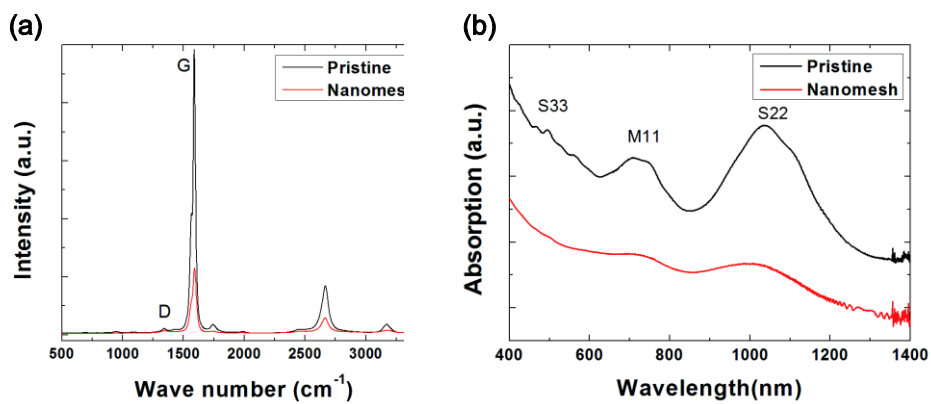 (a)
G
Pristine
Nanomes
D
Intensity (a.u.)
500 1000 1500 2000 2500 3000
Wave number (cm⁻¹)
(b)
Pristine
Nanomesh
S33
M11
S22
Absorption (a.u.)
400 600 800 1000 1200 1400
Wavelength(nm)